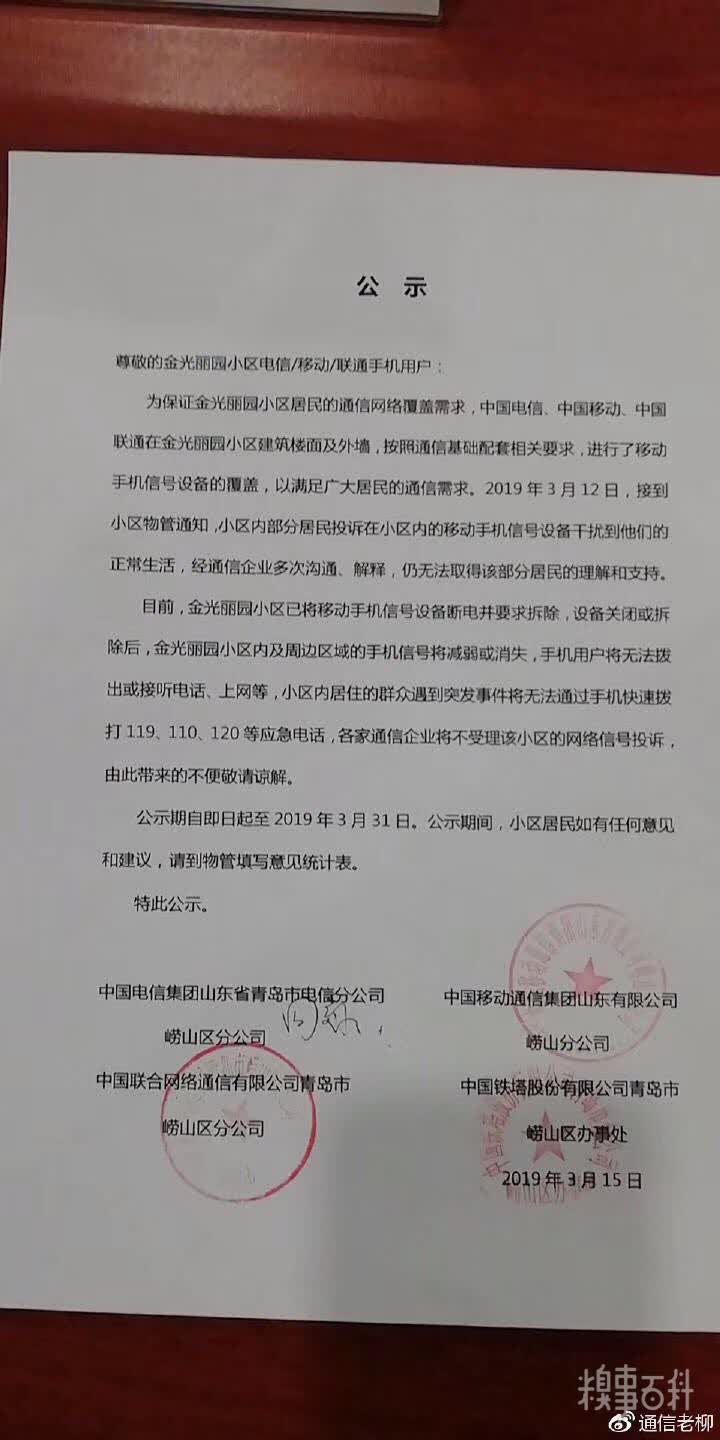 公 示
尊敬的金光丽园小区电信/移动/联通手机用户：
为保证金光丽园小区居民的通信网络覆盖需求，中国电信、中国移动、中国
联通在金光丽园小区建筑楼面及外墙，按照通信基础配套相关要求，进行了移动
手机信号设备的覆盖，以满足广大居民的通信需求。2019 年 3 月 12 日，接到
小区物管通知，小区内部分居民投诉在小区内的移动手机信号设备干扰到他们的
正常生活，经通信企业多次沟通、解释，仍无法取得该部分居民的理解和支持。
目前，金光丽园小区已将移动手机信号设备断电并要求拆除，设备关闭或拆
除后，金光丽园小区内及周边区域的手机信号将减弱或消失，手机用户将无法拨
出或接听电话、上网等，小区内居住的群众遇到突发事件将无法通过手机快速拨
打 119、110、120 等应急电话，各家通信企业将不受理该小区的网络信号投诉，
由此带来的不便敬请谅解。
公示期自即日起至 2019 年 3 月 31 日。公示期间，小区居民如有任何意见
和建议，请到物管填写意见统计表。
特此公示。
中国电信集团山东省青岛市电信分公司
崂山区分公司
中国移动通信集团山东有限公司
崂山分公司
中国联合网络通信有限公司青岛市
崂山区分公司
中国铁塔股份有限公司青岛市
崂山区办事处
2019 年 3 月 15 日
糗事百科
通信老柳